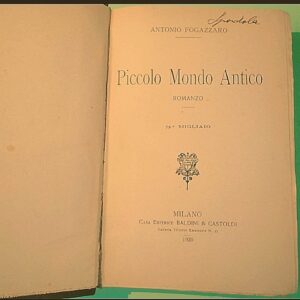 ANTONIO FOGAZZARO
Piccolo Mondo Antico
ROMANZO
MIGLIAIO
MILANO
CASA EDITRICE BALDINI & CASTOLDI